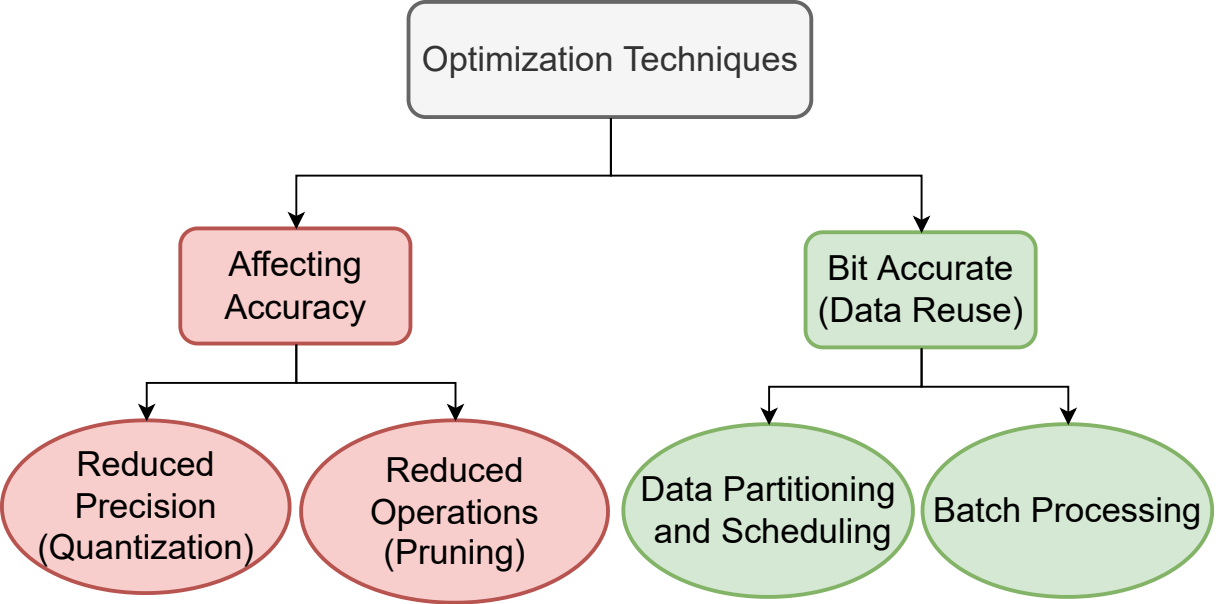 Optimization Techniques
Affecting
Accuracy
Bit Accurate
(Data Reuse)
Reduced
Precision
(Quantization)
Reduced
Operations
(Pruning)
Data Partitioning
and Scheduling
Batch Processing